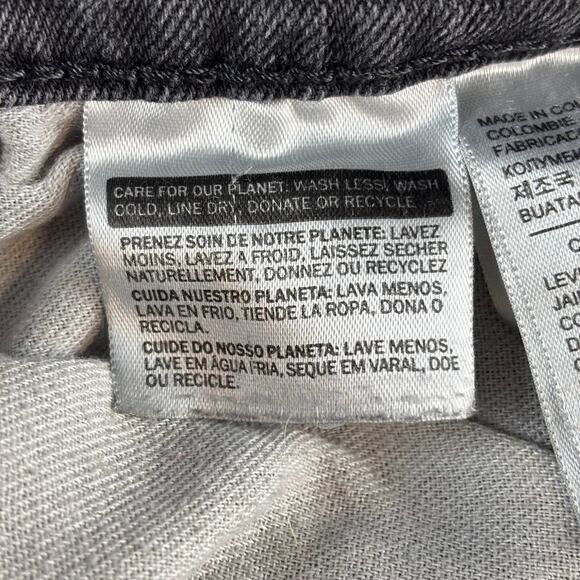 CARE FOR OUR PLANET: WASH LESS, WASH
COLD, LINE DRY, DONATE OR RECYCLE
PRENEZ SOIN DE NOTRE PLANETE: LAVEZ
MOINS, LAVEZ A FROID, LAISSEZ SECHER
NATURELLEMENT, DONNEZ OU RECYCLEZ
CUIDA NUESTRO PLANETA: LAVA MENOS,
LAVA EN FRIO, TIENDE LA ROPA, DONA O
RECICLA.
CUIDE DO NOSSO PLANETA: LAVE MENOS,
LAVE EM ÁGUA FRIA, SEQUE EM VARAL, DOE
OU RECICLE.
MADE IN
COLOMBIE
제조국